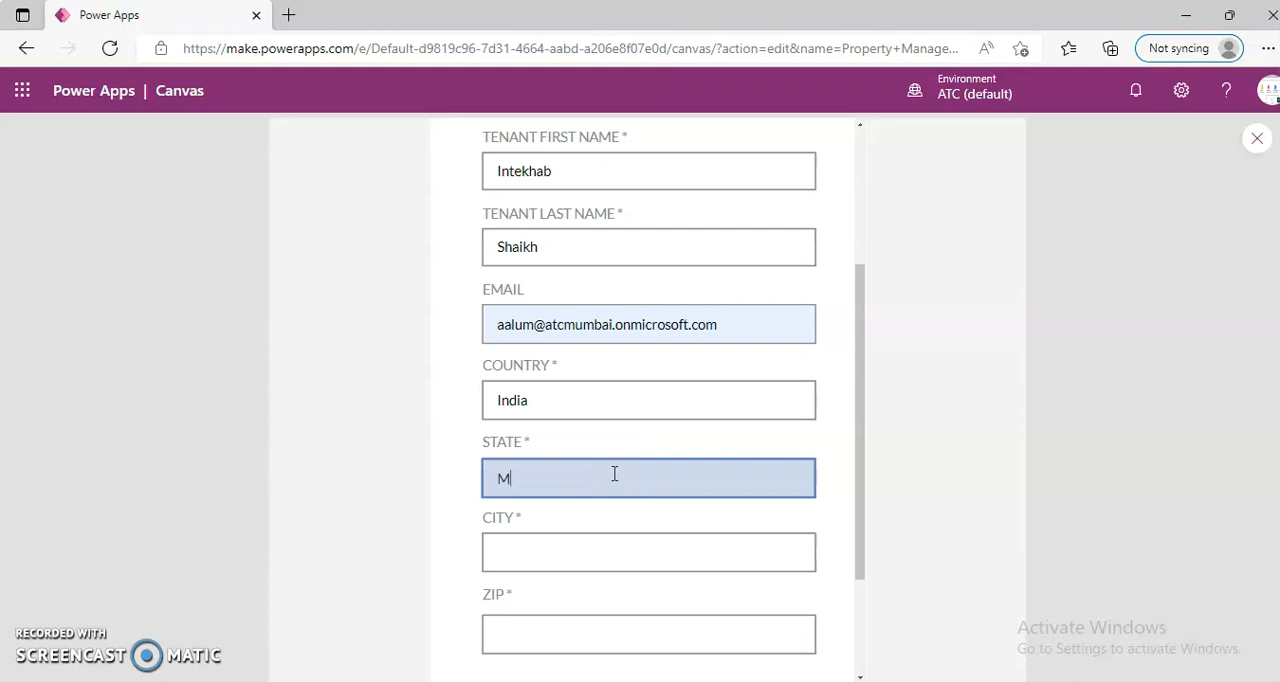 Power Apps
https://make.powerapps.com/e/Default-d9819c96-7d31-4664-aabd-a206e8f07e0d/canvas/?action=edit&name=Property+Manage...
Not syncing
Power Apps | Canvas
Environment
ATC (default)
TENANT FIRST NAME *
Intekhab
TENANT LAST NAME *
Shaikh
EMAIL
aalum@atcmumbai.onmicrosoft.com
COUNTRY *
India
STATE *
M
CITY *
ZIP *
RECORDED WITH
SCREENCAST MATIC
Activate Windows
Go to Settings to activate Windows.